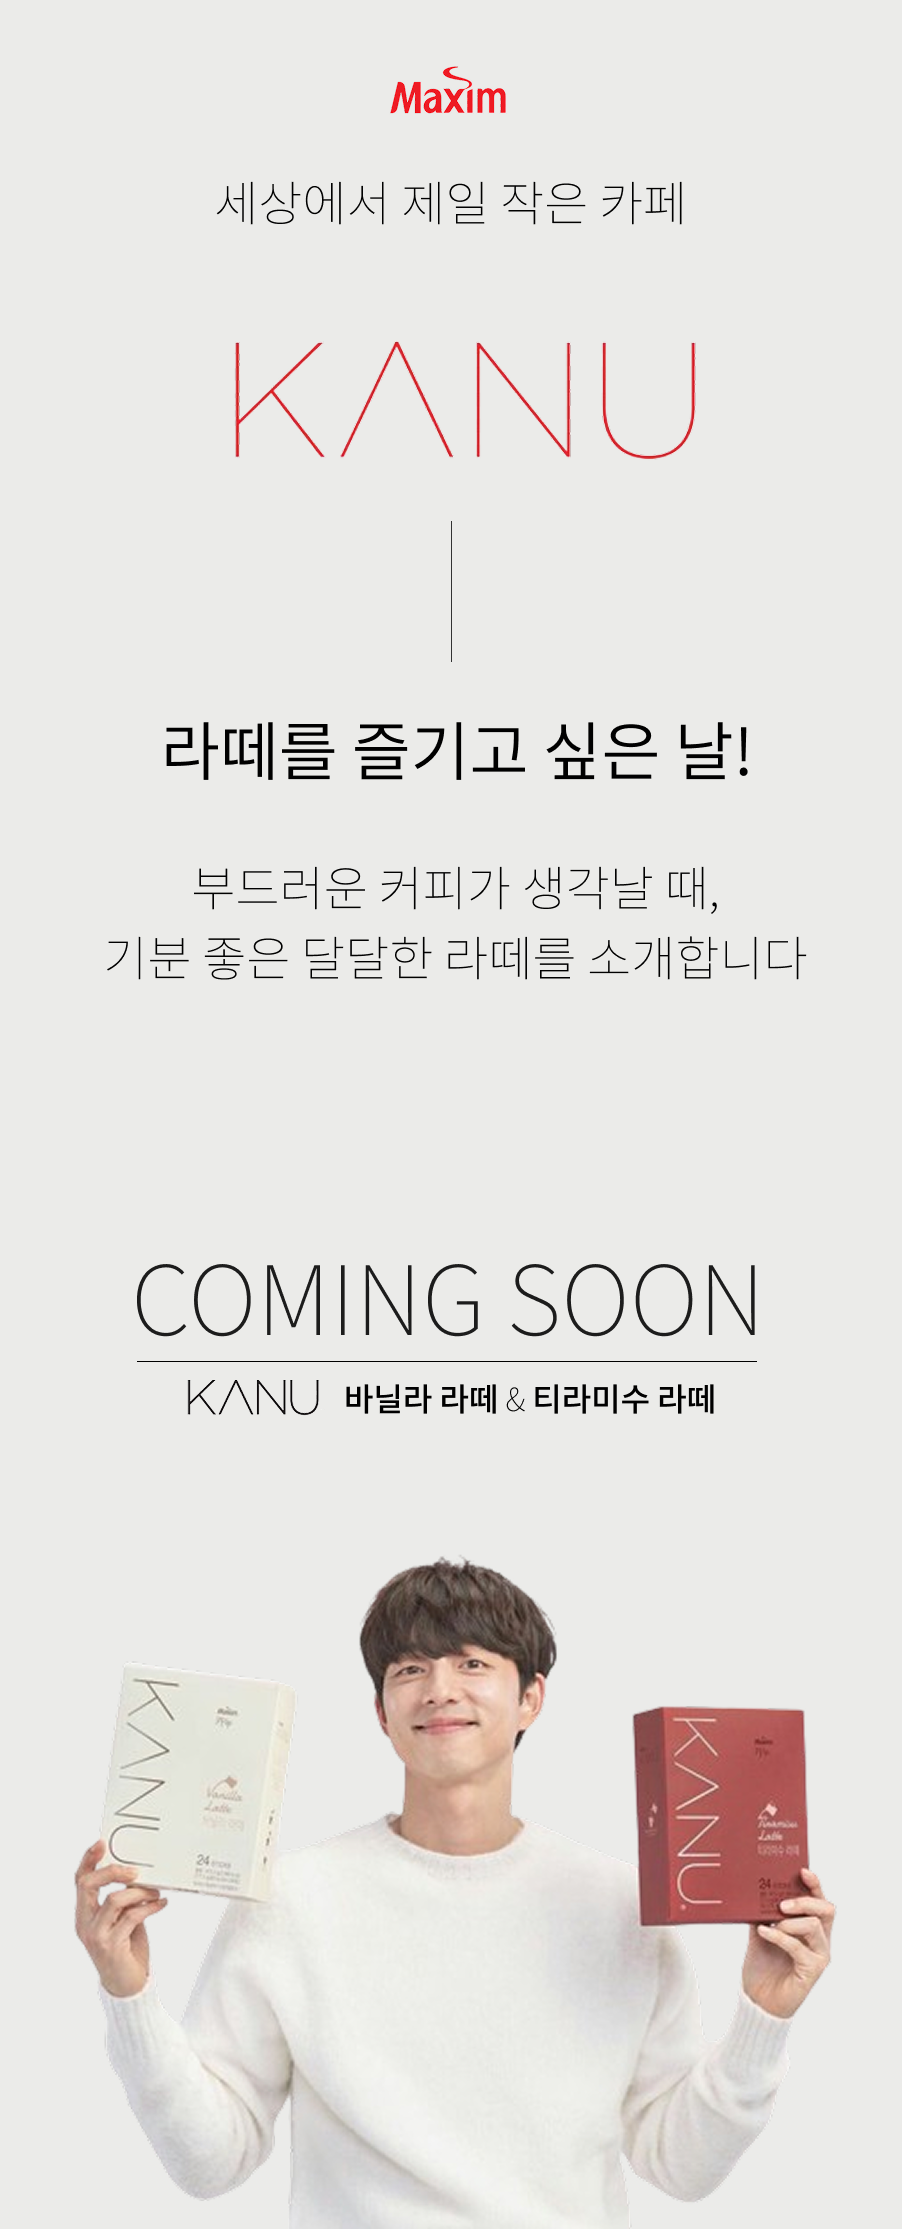 Maxim
세상에서 제일 작은 카페
KANU
라떼를 즐기고 싶은 날!
부드러운 커피가 생각날 때,
기분 좋은 달달한 라떼를 소개합니다
COMING SOON
KANU 바닐라 라떼 & 티라미수 라떼
KANU
Maxim
카누
Vanilla
Latte
바닐라 라떼
24
KANU
Maxim
카누
Tiramisu
Latte
티라미수 라떼
24